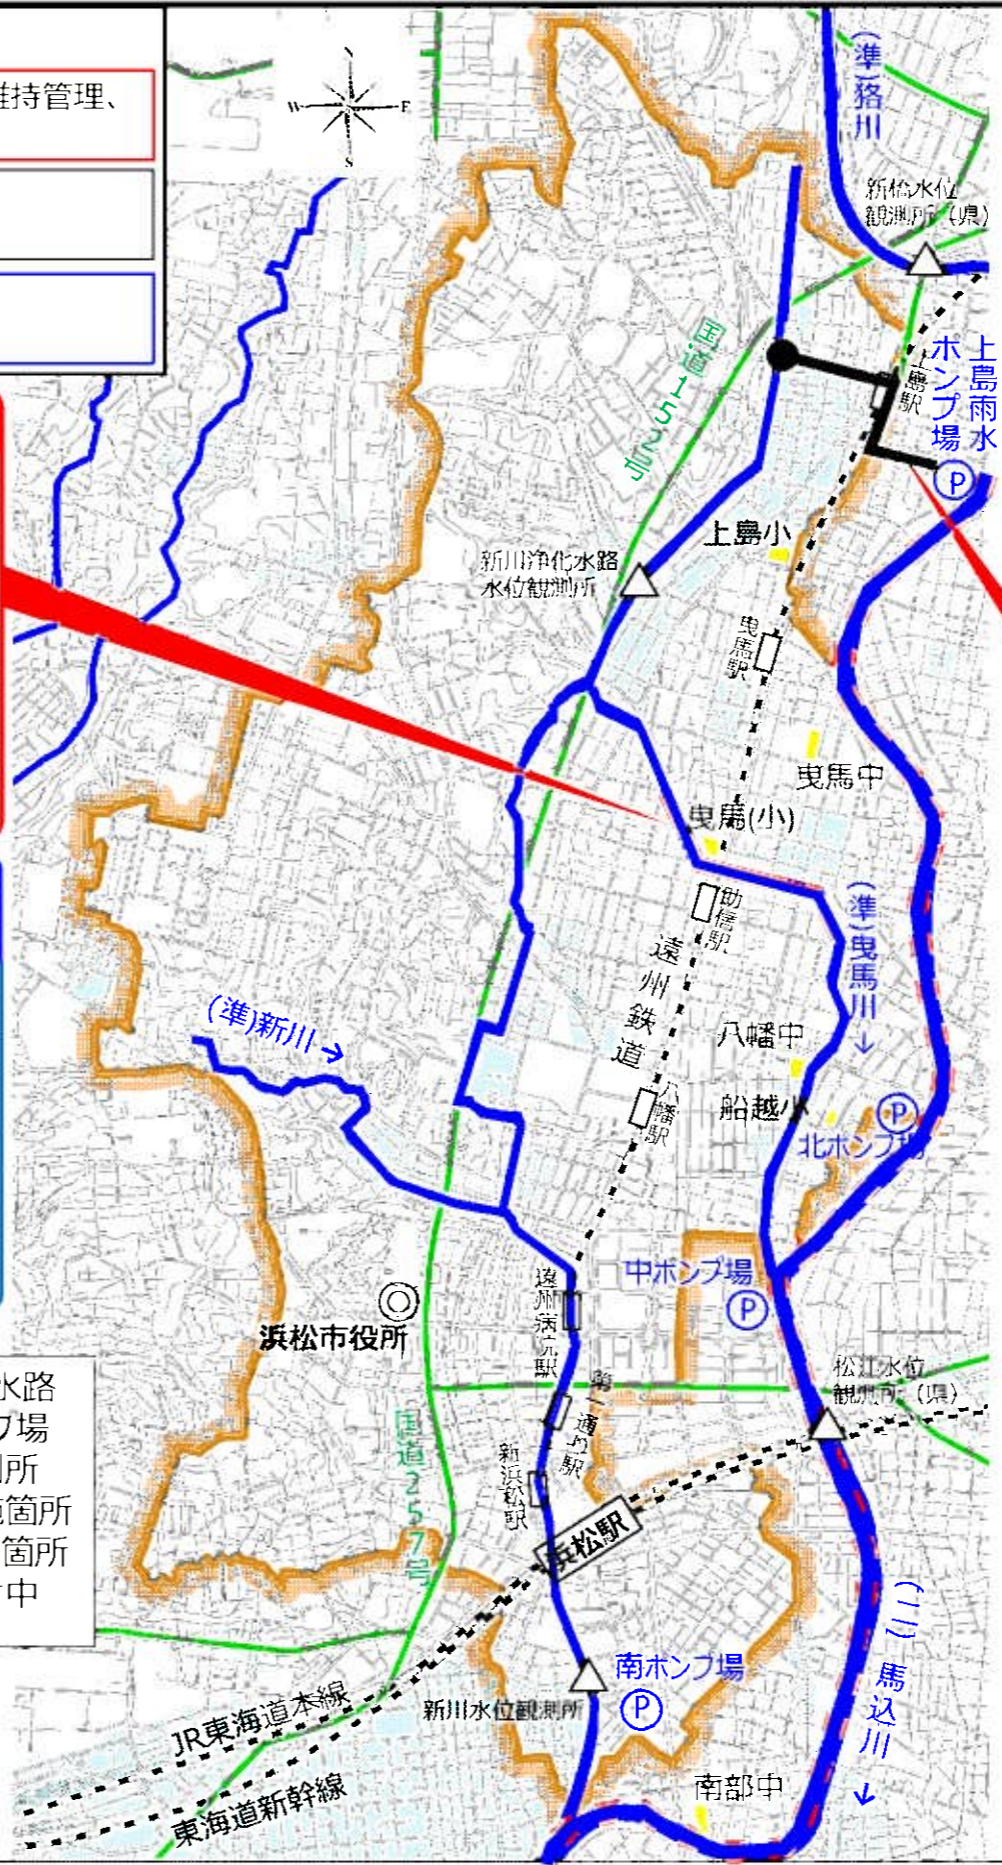 維持管理、
W
E
S
(準)狢川
新橋水位
観測所（県）
国道１５２号
上島駅
上島雨水
ポンプ場
P
上島小
新川浄化水路
水位観測所
曳馬駅
曳馬中
曳馬(小)
助信駅
(準)曳馬川→
遠州鉄道
(準)新川→
八幡中
八幡駅
船越小
P
北ポンプ場
中ポンプ場
P
遠州病院駅
浜松市役所
松江水位
観測所（県）
水路
プ場
所
施箇所
箇所
中
国道２５７号
第一通り駅
新浜松駅
浜松駅
(二)馬込川→
南ポンプ場
P
新川水位観測所
JR東海道本線
東海道新幹線
南部中